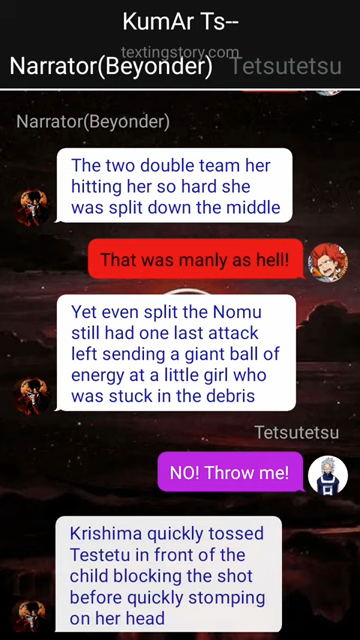 KumAr Ts--
textingstory.com
Narrator(Beyonder) Tetsutetsu
Narrator(Beyonder)
The two double team her
hitting her so hard she
was split down the middle
That was manly as hell!
Yet even split the Nomu
still had one last attack
left sending a giant ball of
energy at a little girl who
was stuck in the debris
Tetsutetsu
NO! Throw me!
Krishima quickly tossed
Testetu in front of the
child blocking the shot
before quickly stomping
on her head